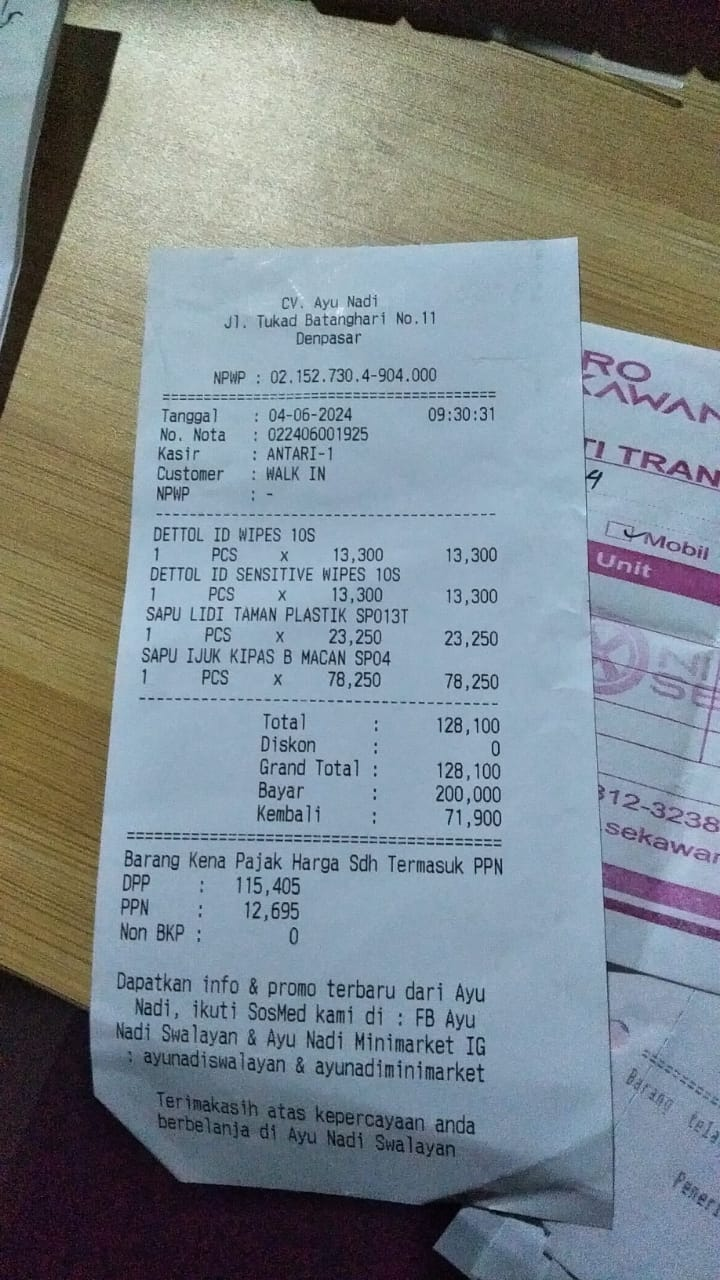 CV. Ayu Nadi
Jl. Tukad Batanghari No.11
Denpasar
NPWP : 02.152.730.4-904.000
=========================================
Tanggal : 04-06-2024 09:30:31
No. Nota : 022406001925
Kasir : ANTARI-1
Customer : WALK IN
NPWP : -
-----------------------------------------
DETTOL ID WIPES 10S
1 PCS x 13,300 13,300
DETTOL ID SENSITIVE WIPES 10S
1 PCS x 13,300 13,300
SAPU LIDI TAMAN PLASTIK SP013T
1 PCS x 23,250 23,250
SAPU IJUK KIPAS B MACAN SP04
1 PCS x 78,250 78,250
-----------------------------------------
Total : 128,100
Diskon : 0
Grand Total : 128,100
Bayar : 200,000
Kembali : 71,900
=========================================
Barang Kena Pajak Harga Sdh Termasuk PPN
DPP : 115,405
PPN : 12,695
Non BKP : 0
Dapatkan info & promo terbaru dari Ayu
Nadi, ikuti SosMed kami di : FB Ayu
Nadi Swalayan & Ayu Nadi Minimarket IG
: ayunadiswalayan & ayunadiminimarket
Terimakasih atas kepercayaan anda
berbelanja di Ayu Nadi Swalayan
RO
KAWAN
TI TRAN
4
Mobil
Unit
NI
SE
312-3238
sekawan
Barang tela
Pemeri